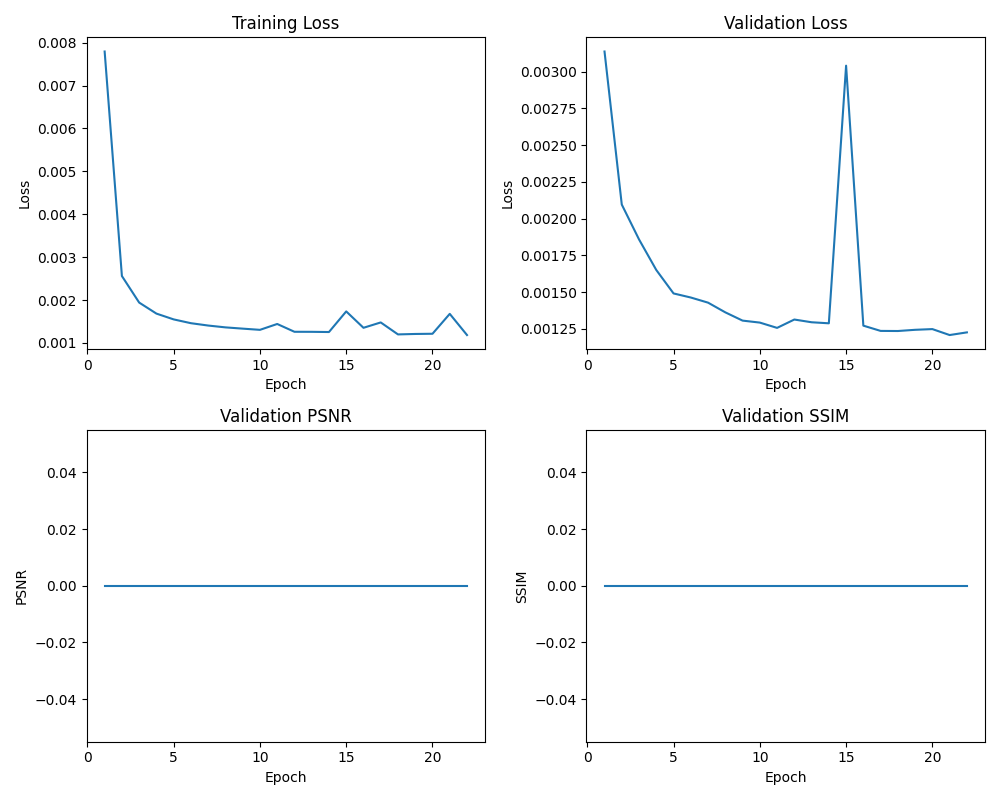 Training Loss
0.008
0.007
0.006
0.005
0.004
0.003
0.002
0.001
Loss
0 5 10 15 20
Epoch
Validation Loss
0.00300
0.00275
0.00250
0.00225
0.00200
0.00175
0.00150
0.00125
Loss
0 5 10 15 20
Epoch
Validation PSNR
0.04
0.02
0.00
−0.02
−0.04
PSNR
0 5 10 15 20
Epoch
Validation SSIM
0.04
0.02
0.00
−0.02
−0.04
SSIM
0 5 10 15 20
Epoch